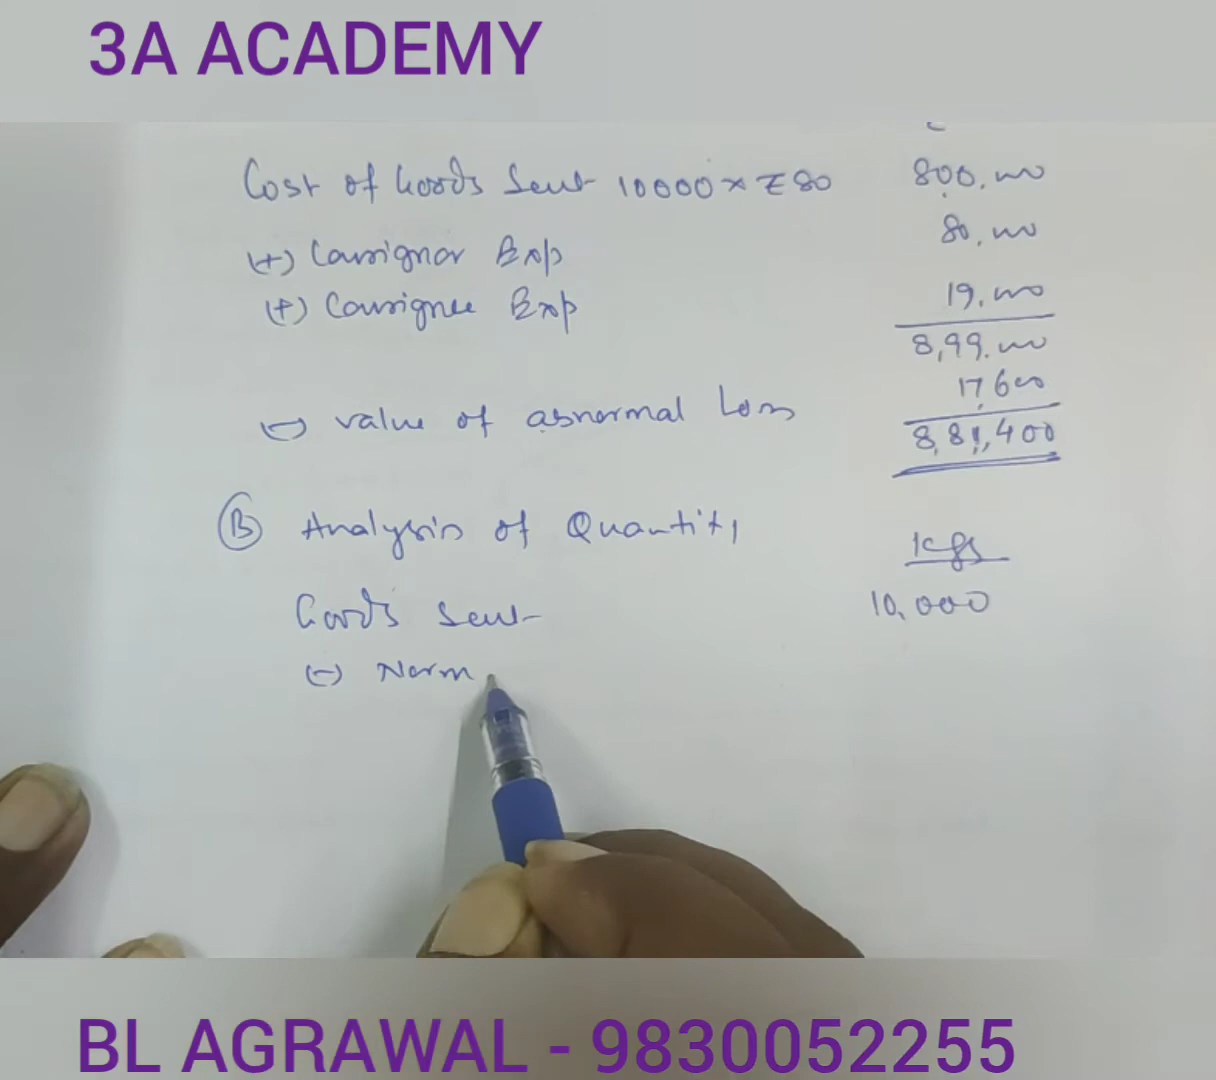 3A ACADEMY
Cost of Goods Sent 10000 x ₹ 80 800,000
(+) Consignor Exp 80,000
(+) Consignee Exp 19,000
8,99,000
(-) value of abnormal Loss 17,600
8,81,400
(B) Analysis of Quantity Kgs
Goods Sent 10,000
(-) Norm
BL AGRAWAL - 9830052255